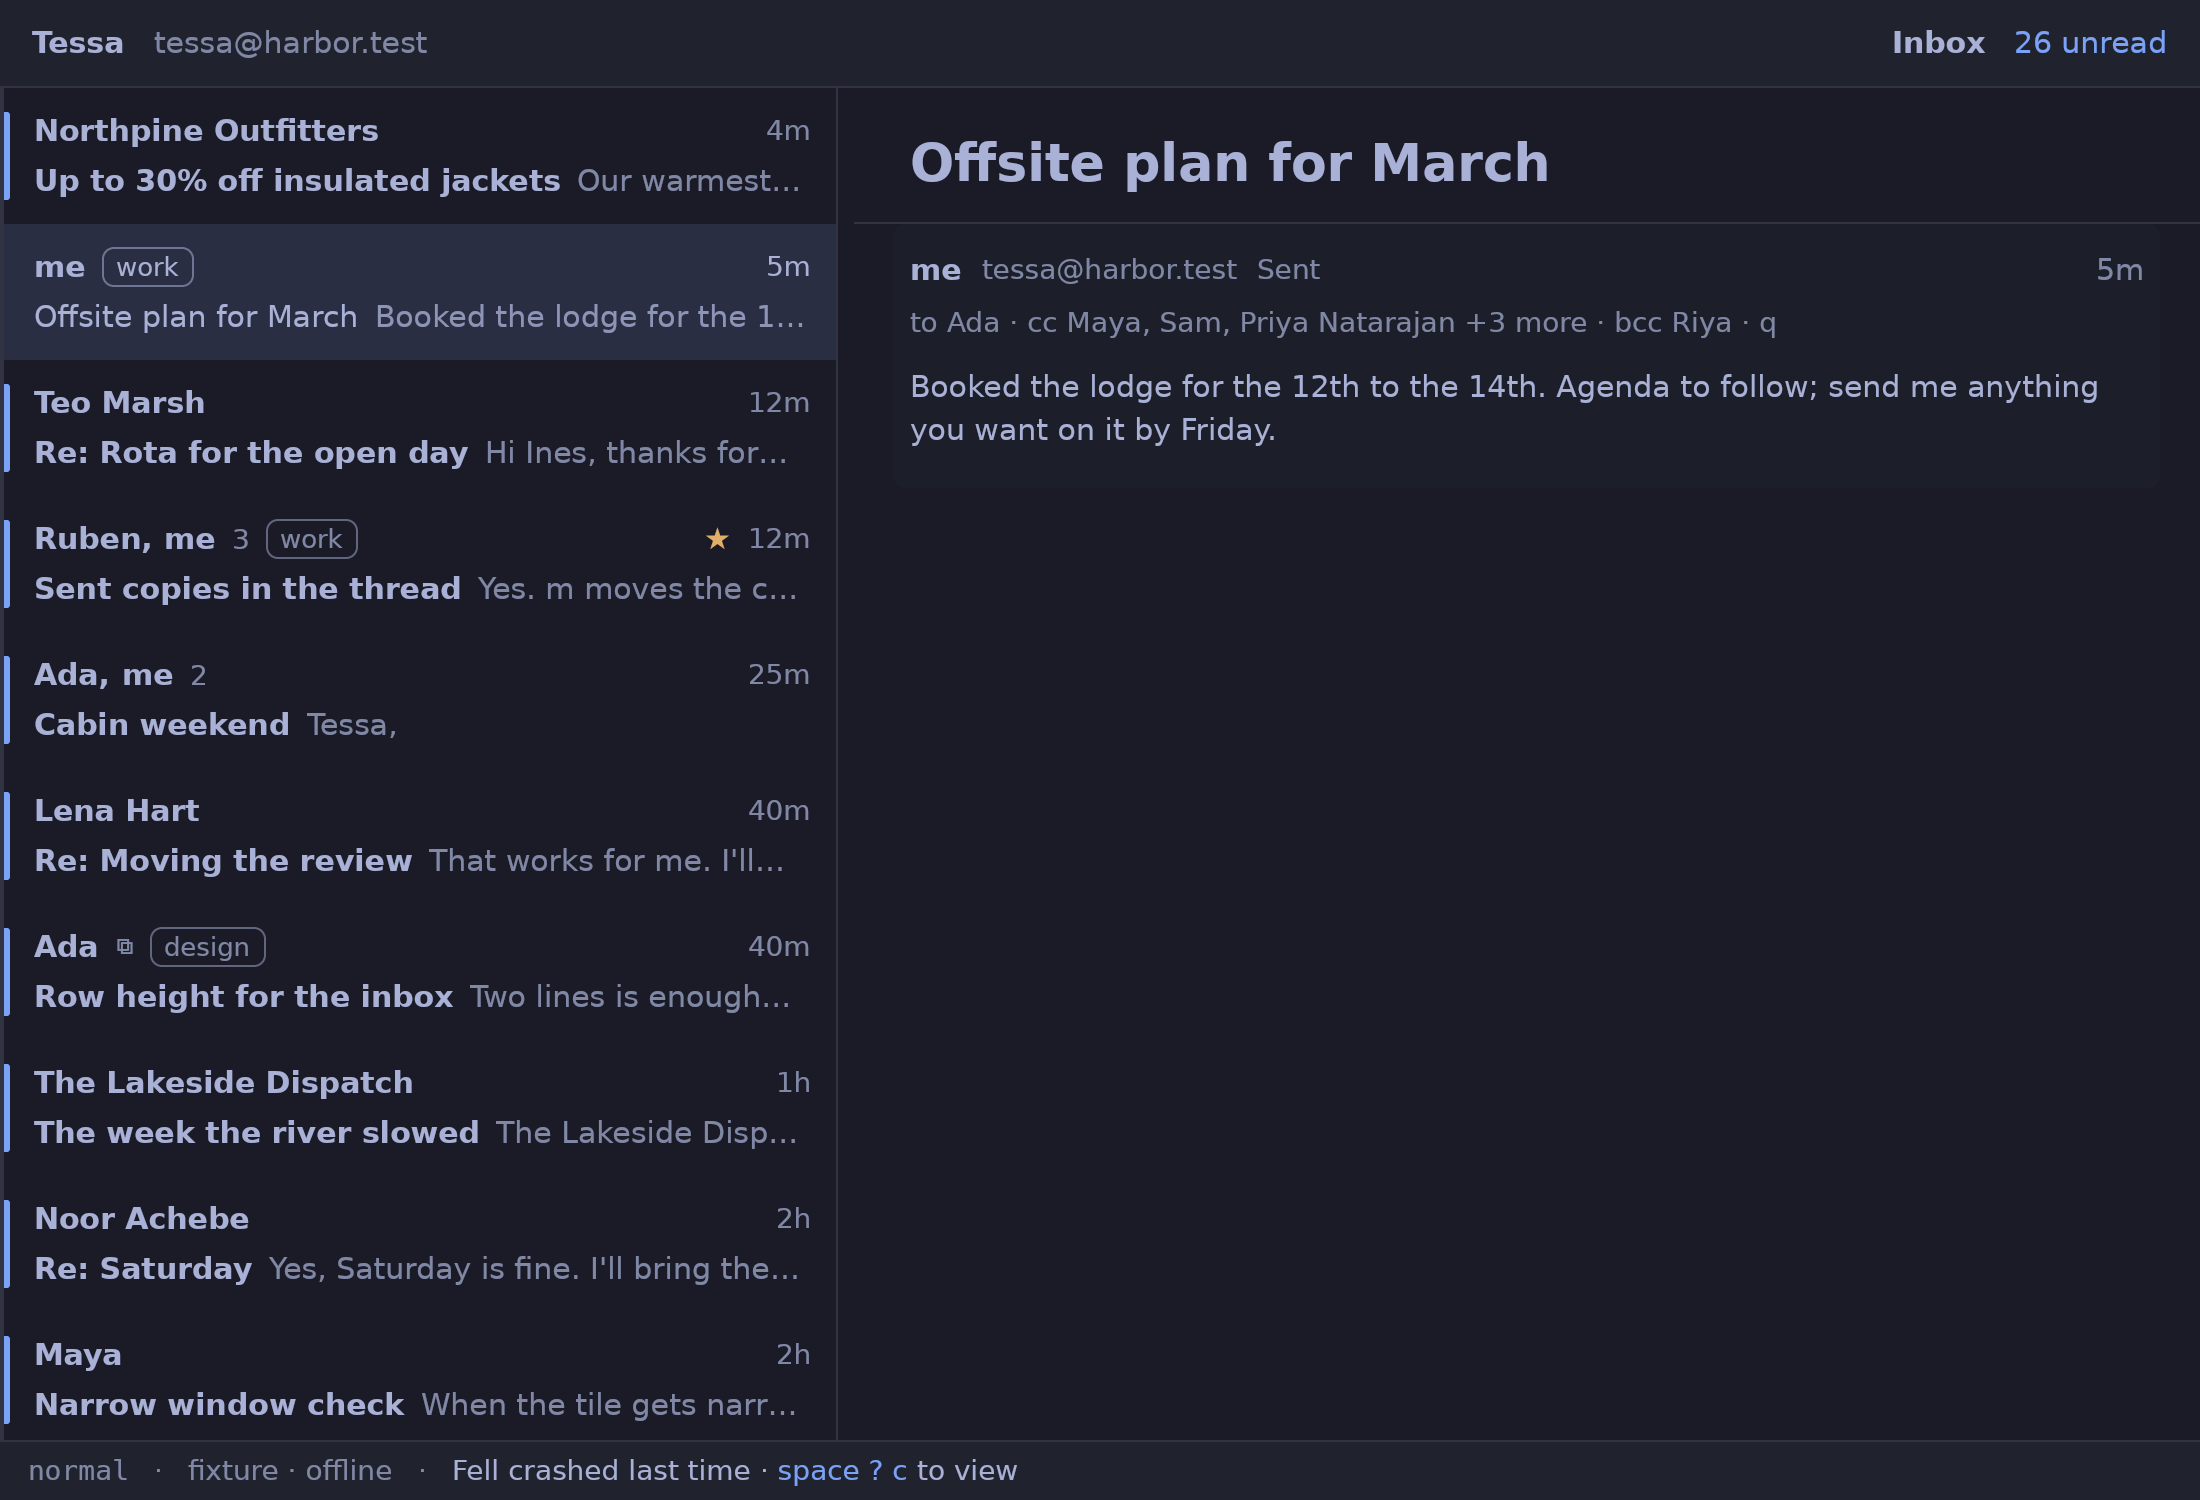 Tessa tessa@harbor.test Inbox 26 unread
Northpine Outfitters 4m
Up to 30% off insulated jackets Our warmest…
me work 5m
Offsite plan for March Booked the lodge for the 1…
Teo Marsh 12m
Re: Rota for the open day Hi Ines, thanks for…
Ruben, me 3 work ★ 12m
Sent copies in the thread Yes. m moves the c…
Ada, me 2 25m
Cabin weekend Tessa,
Lena Hart 40m
Re: Moving the review That works for me. I'll…
Ada ⧉ design 40m
Row height for the inbox Two lines is enough…
The Lakeside Dispatch 1h
The week the river slowed The Lakeside Disp…
Noor Achebe 2h
Re: Saturday Yes, Saturday is fine. I'll bring the…
Maya 2h
Narrow window check When the tile gets narr…
Offsite plan for March
me tessa@harbor.test Sent 5m
to Ada · cc Maya, Sam, Priya Natarajan +3 more · bcc Riya · q
Booked the lodge for the 12th to the 14th. Agenda to follow; send me anything
you want on it by Friday.
normal · fixture · offline · Fell crashed last time · space ? c to view